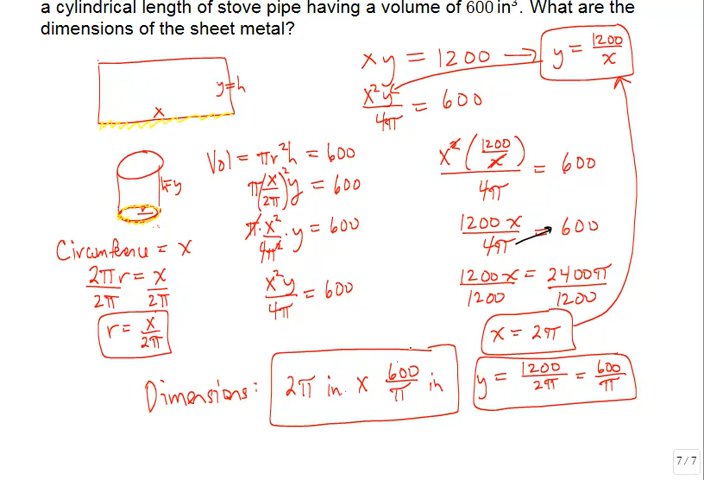 a cylindrical length of stove pipe having a volume of 600 in³. What are the
dimensions of the sheet metal?
xy = 1200 → y = 1200/x
x²y/4π = 600
y=h
x
Vol = πr²h = 600
π(x/2π)²y = 600
π·x²/4π² · y = 600
x²y/4π = 600
h=y
r
Circumference = x
2πr/2π = x/2π
r = x/2π
x²(1200/x)/4π = 600
1200x/4π = 600
1200x/1200 = 2400π/1200
x = 2π
y = 1200/2π = 600/π
Dimensions: 2π in. x 600/π in
7/7